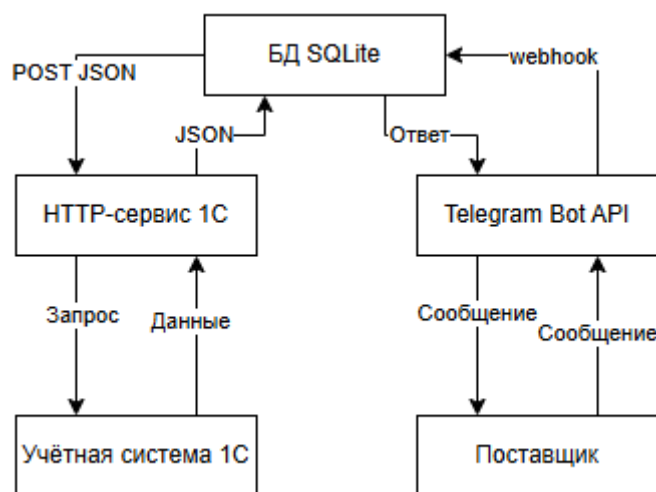 БД SQLite
POST JSON
webhook
JSON
Ответ
HTTP-сервис 1С
Telegram Bot API
Запрос
Данные
Сообщение
Сообщение
Учётная система 1С
Поставщик